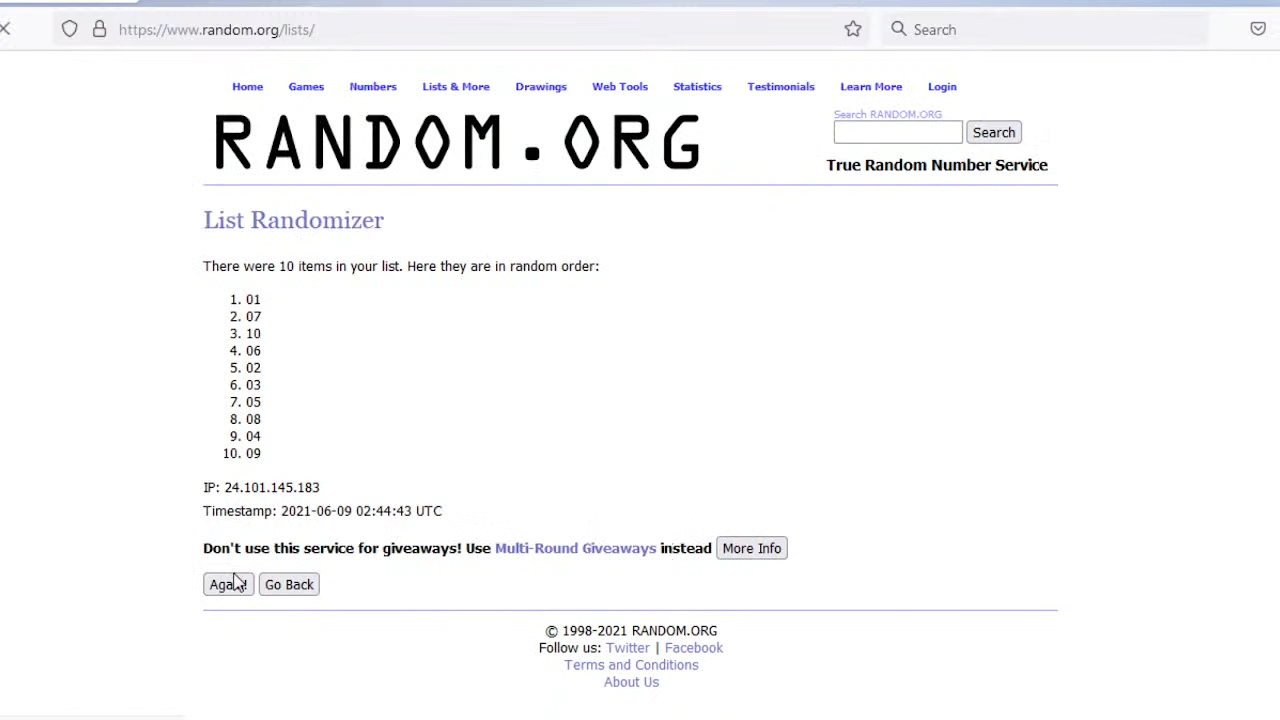 https://www.random.org/lists/
Search
Home Games Numbers Lists & More Drawings Web Tools Statistics Testimonials Learn More Login
RANDOM.ORG
Search RANDOM.ORG
Search
True Random Number Service
List Randomizer
There were 10 items in your list. Here they are in random order:
1. 01
2. 07
3. 10
4. 06
5. 02
6. 03
7. 05
8. 08
9. 04
10. 09
IP: 24.101.145.183
Timestamp: 2021-06-09 02:44:43 UTC
Don't use this service for giveaways! Use Multi-Round Giveaways instead More Info
Again! Go Back
© 1998-2021 RANDOM.ORG
Follow us: Twitter | Facebook
Terms and Conditions
About Us